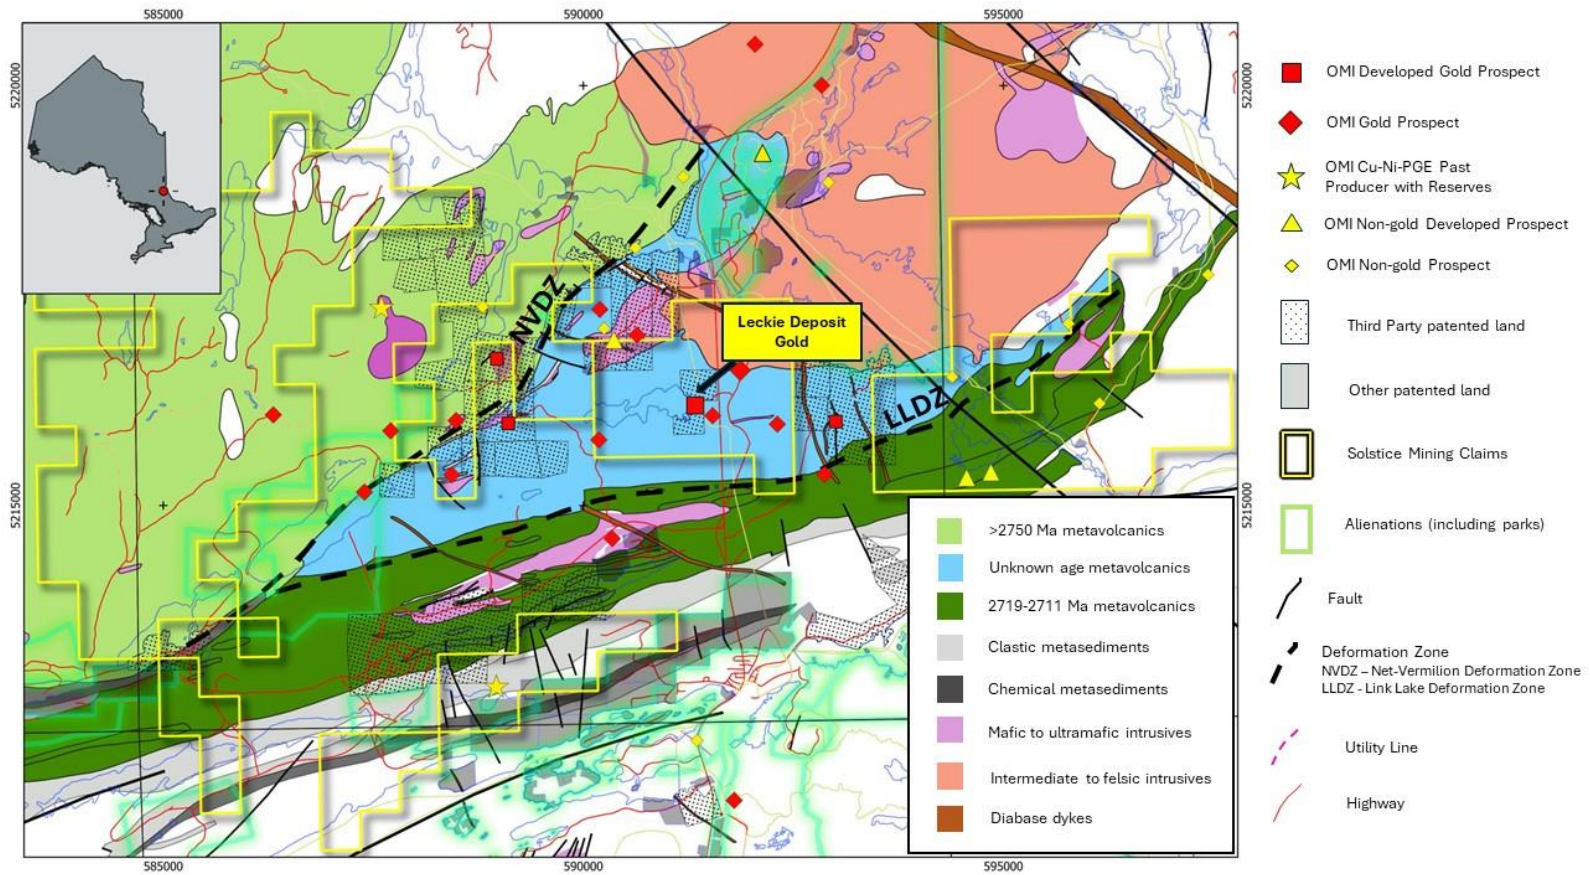 585000
590000
595000
5220000
5220000
OMI Developed Gold Prospect
OMI Gold Prospect
OMI Cu-Ni-PGE Past
Producer with Reserves
OMI Non-gold Developed Prospect
OMI Non-gold Prospect
NVDZ
Leckie Deposit
Gold
Third Party patented land
Other patented land
LLDZ
Solstice Mining Claims
5215000
5215000
Alienations (including parks)
>2750 Ma metavolcanics
Unknown age metavolcanics
2719-2711 Ma metavolcanics
Clastic metasediments
Chemical metasediments
Mafic to ultramafic intrusives
Intermediate to felsic intrusives
Diabase dykes
Fault
Deformation Zone
NVDZ – Net-Vermilion Deformation Zone
LLDZ - Link Lake Deformation Zone
Utility Line
Highway
585000
590000
595000